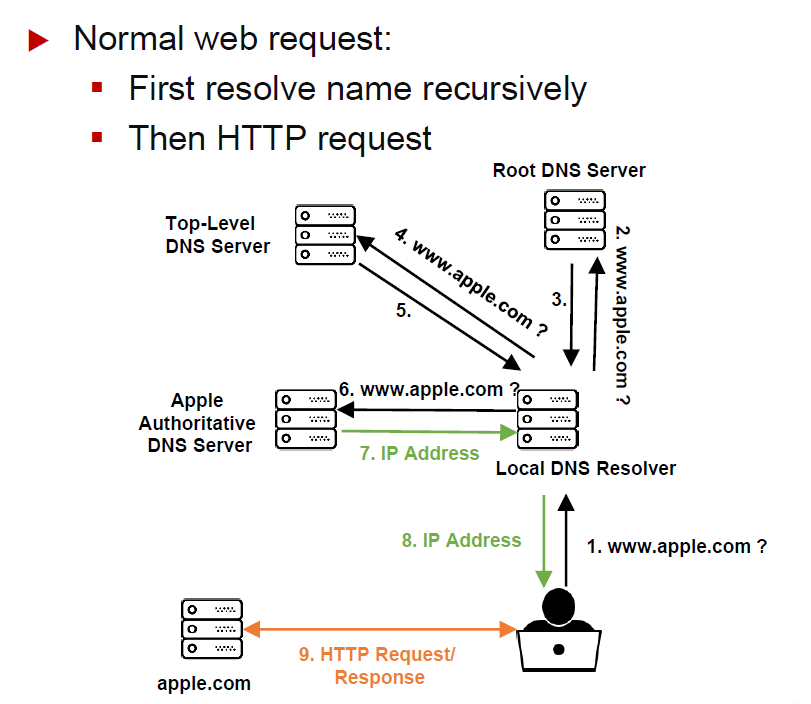 Normal web request:
First resolve name recursively
Then HTTP request
Root DNS Server
Top-Level
DNS Server
4. www.apple.com ?
2. www.apple.com ?
3.
5.
6. www.apple.com ?
Apple
Authoritative
DNS Server
7. IP Address
Local DNS Resolver
8. IP Address
1. www.apple.com ?
9. HTTP Request/
Response
apple.com